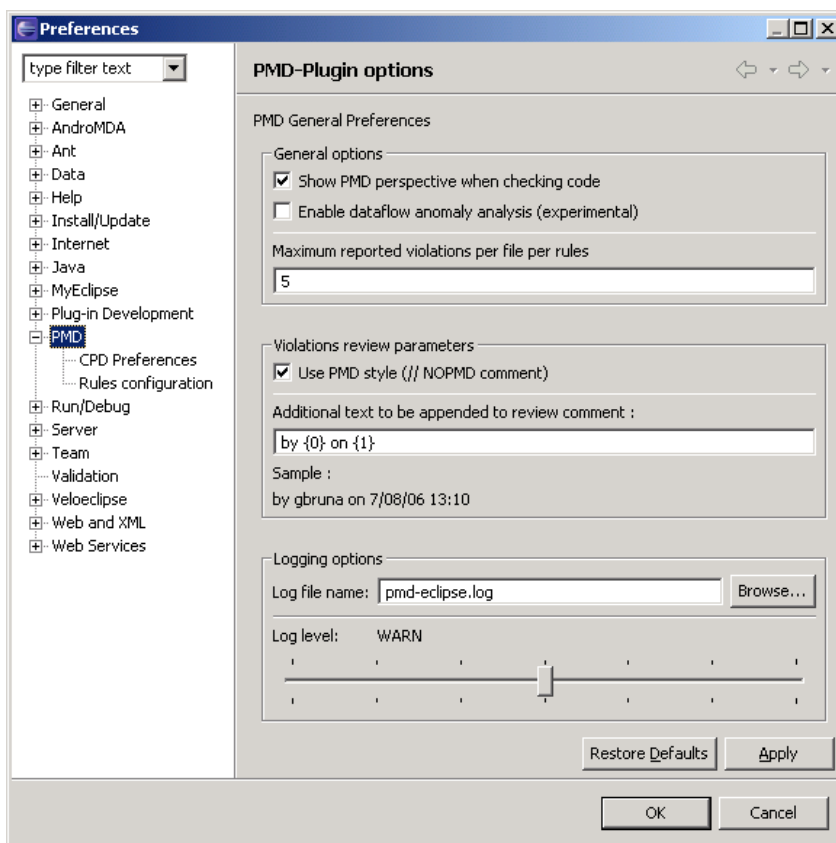 Preferences
type filter text
General
AndroMDA
Ant
Data
Help
Install/Update
Internet
Java
MyEclipse
Plug-in Development
PMD
CPD Preferences
Rules configuration
Run/Debug
Server
Team
Validation
Veloeclipse
Web and XML
Web Services
PMD-Plugin options
PMD General Preferences
General options
Show PMD perspective when checking code
Enable dataflow anomaly analysis (experimental)
Maximum reported violations per file per rules
5
Violations review parameters
Use PMD style (// NOPMD comment)
Additional text to be appended to review comment :
by {0} on {1}
Sample :
by gbruna on 7/08/06 13:10
Logging options
Log file name: pmd-eclipse.log Browse...
Log level: WARN
Restore Defaults Apply
OK Cancel